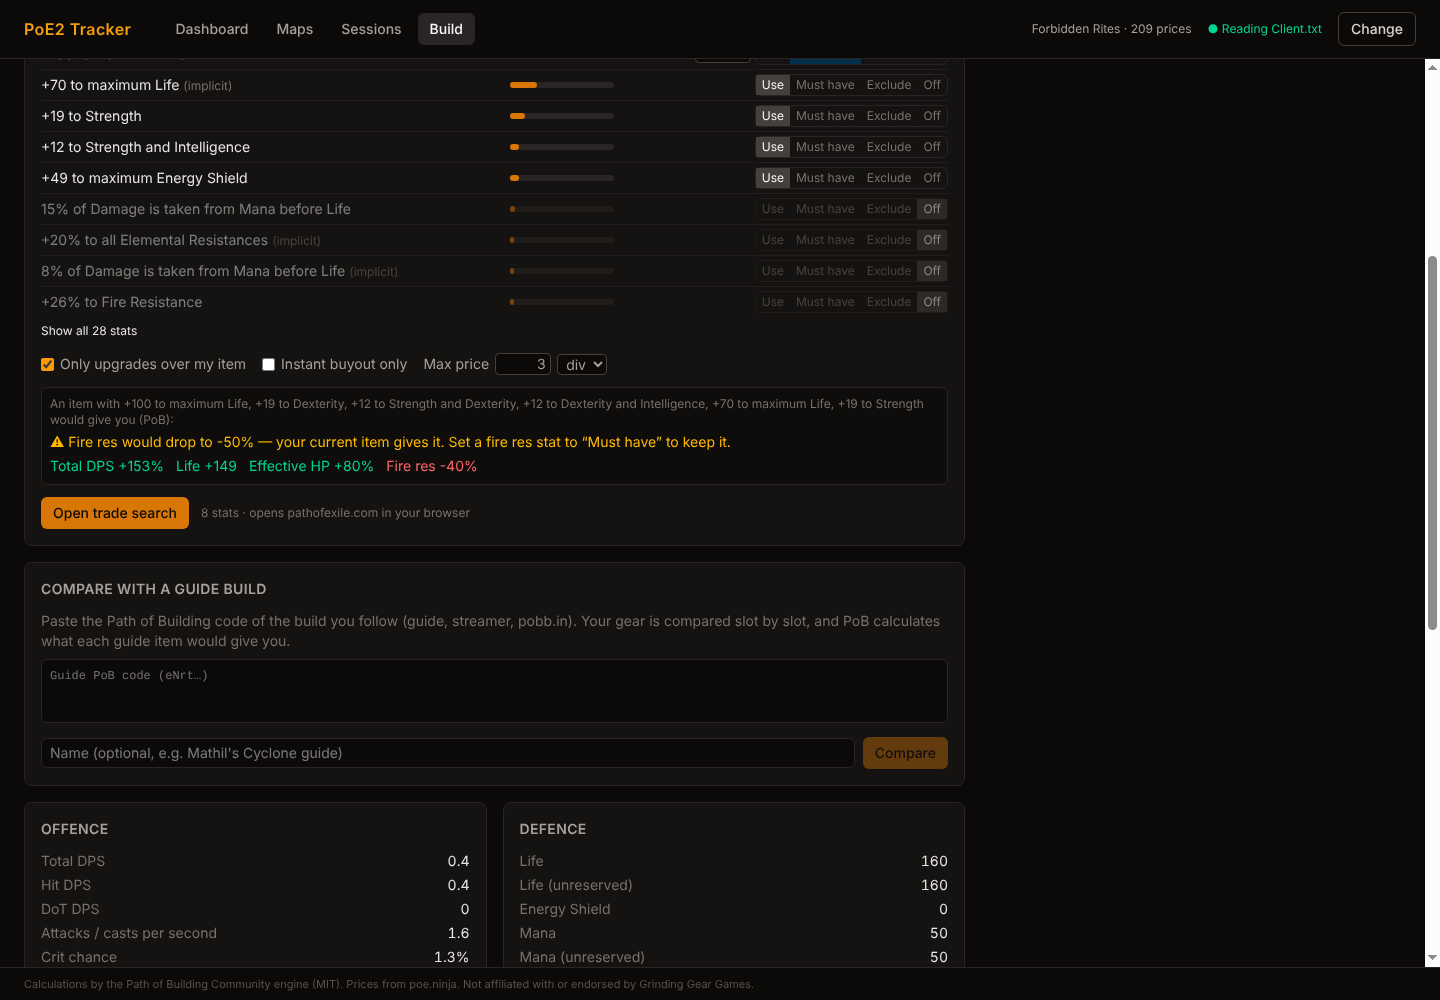 PoE2 Tracker Dashboard Maps Sessions Build Forbidden Rites · 209 prices Reading Client.txt Change
+70 to maximum Life (implicit) Use Must have Exclude Off
+19 to Strength Use Must have Exclude Off
+12 to Strength and Intelligence Use Must have Exclude Off
+49 to maximum Energy Shield Use Must have Exclude Off
15% of Damage is taken from Mana before Life Use Must have Exclude Off
+20% to all Elemental Resistances (implicit) Use Must have Exclude Off
8% of Damage is taken from Mana before Life (implicit) Use Must have Exclude Off
+26% to Fire Resistance Use Must have Exclude Off
Show all 28 stats
Only upgrades over my item Instant buyout only Max price 3 div
An item with +100 to maximum Life, +19 to Dexterity, +12 to Strength and Dexterity, +12 to Dexterity and Intelligence, +70 to maximum Life, +19 to Strength
would give you (PoB):
⚠ Fire res would drop to -50% — your current item gives it. Set a fire res stat to “Must have” to keep it.
Total DPS +153% Life +149 Effective HP +80% Fire res -40%
Open trade search 8 stats · opens pathofexile.com in your browser
COMPARE WITH A GUIDE BUILD
Paste the Path of Building code of the build you follow (guide, streamer, pobb.in). Your gear is compared slot by slot, and PoB calculates
what each guide item would give you.
Guide PoB code (eNrt…)
Name (optional, e.g. Mathil's Cyclone guide) Compare
OFFENCE
Total DPS 0.4
Hit DPS 0.4
DoT DPS 0
Attacks / casts per second 1.6
Crit chance 1.3%
DEFENCE
Life 160
Life (unreserved) 160
Energy Shield 0
Mana 50
Mana (unreserved) 50
Calculations by the Path of Building Community engine (MIT). Prices from poe.ninja. Not affiliated with or endorsed by Grinding Gear Games.